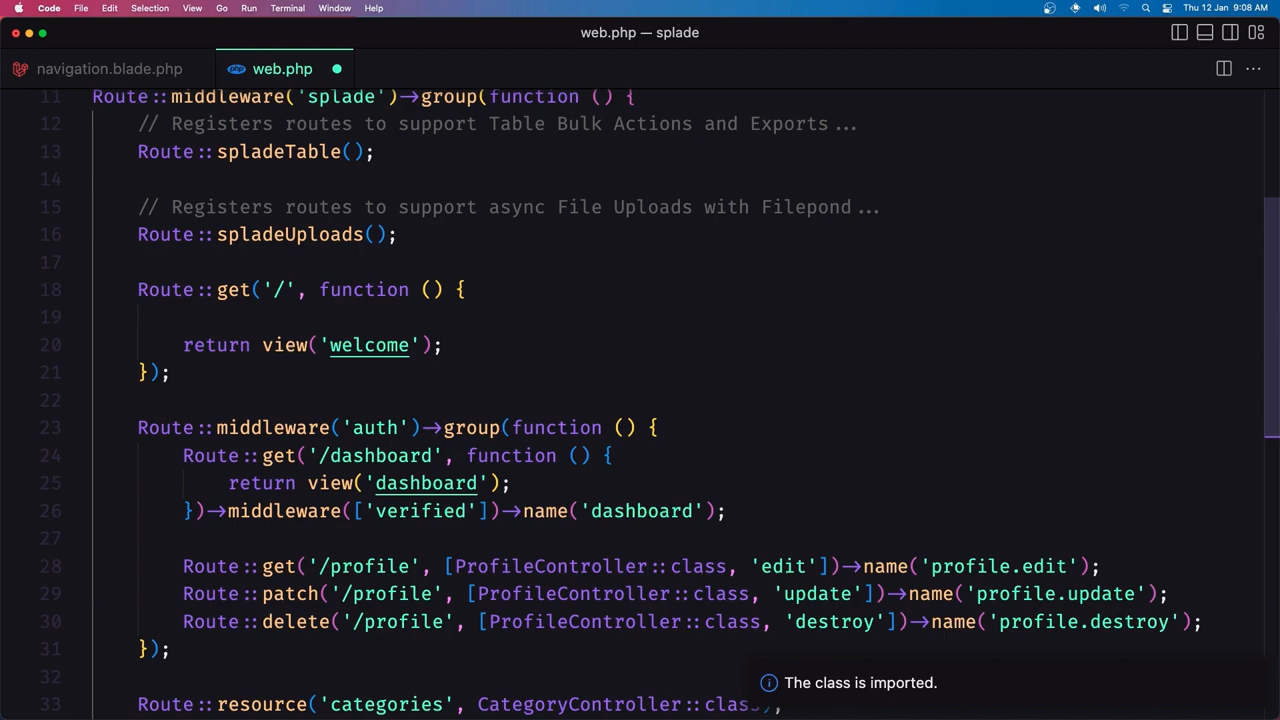 Code File Edit Selection View Go Run Terminal Window Help Thu 12 Jan 9:08 AM
web.php — splade
navigation.blade.php php web.php
11 Route::middleware('splade')->group(function () {
12 // Registers routes to support Table Bulk Actions and Exports...
13 Route::spladeTable();
14
15 // Registers routes to support async File Uploads with Filepond...
16 Route::spladeUploads();
17
18 Route::get('/', function () {
19
20 return view('welcome');
21 });
22
23 Route::middleware('auth')->group(function () {
24 Route::get('/dashboard', function () {
25 return view('dashboard');
26 })->middleware(['verified'])->name('dashboard');
27
28 Route::get('/profile', [ProfileController::class, 'edit'])->name('profile.edit');
29 Route::patch('/profile', [ProfileController::class, 'update'])->name('profile.update');
30 Route::delete('/profile', [ProfileController::class, 'destroy'])->name('profile.destroy');
31 });
32
The class is imported.
33 Route::resource('categories', CategoryController::class);